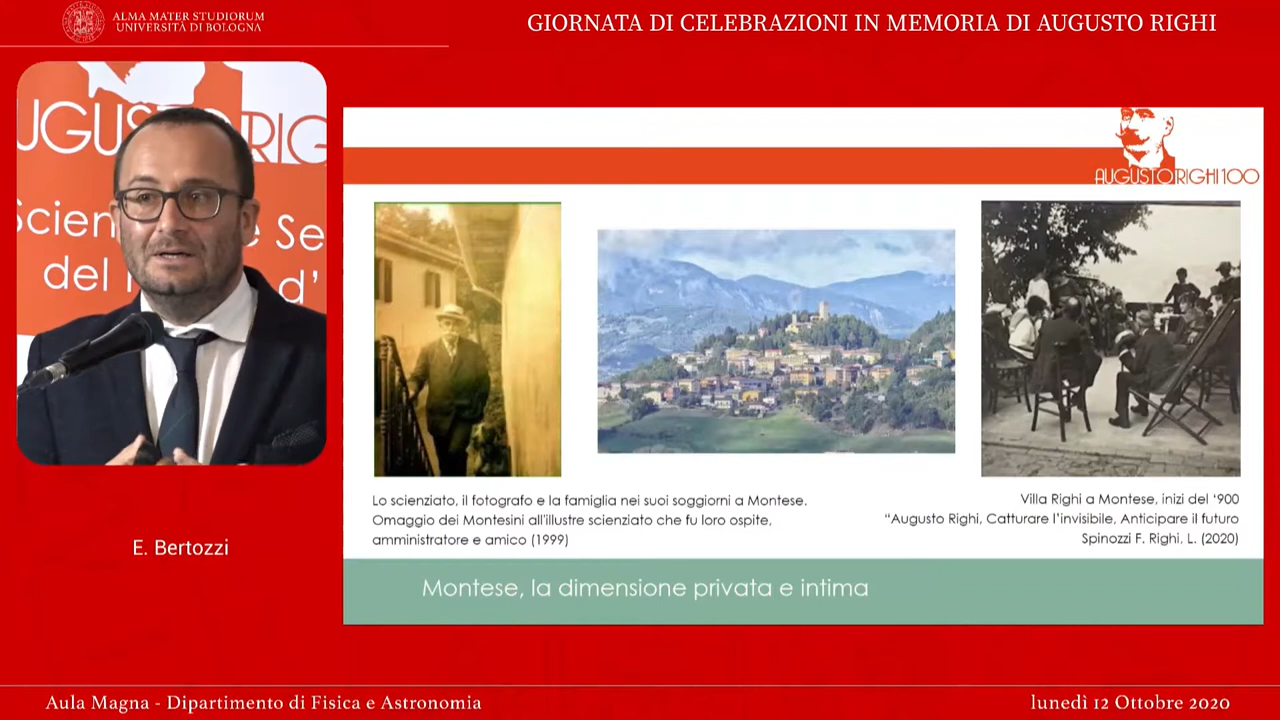 ALMA MATER STUDIORUM
UNIVERSITÀ DI BOLOGNA
GIORNATA DI CELEBRAZIONI IN MEMORIA DI AUGUSTO RIGHI
AUGUSTO RIGHI 100
Lo scienziato, il fotografo e la famiglia nei suoi soggiorni a Montese.
Omaggio dei Montesini all'illustre scienziato che fu loro ospite,
amministratore e amico (1999)
Villa Righi a Montese, inizi del ‘900
“Augusto Righi, Catturare l’invisibile, Anticipare il futuro
Spinozzi F. Righi, L. (2020)
Montese, la dimensione privata e intima
E. Bertozzi
Aula Magna - Dipartimento di Fisica e Astronomia
lunedì 12 Ottobre 2020